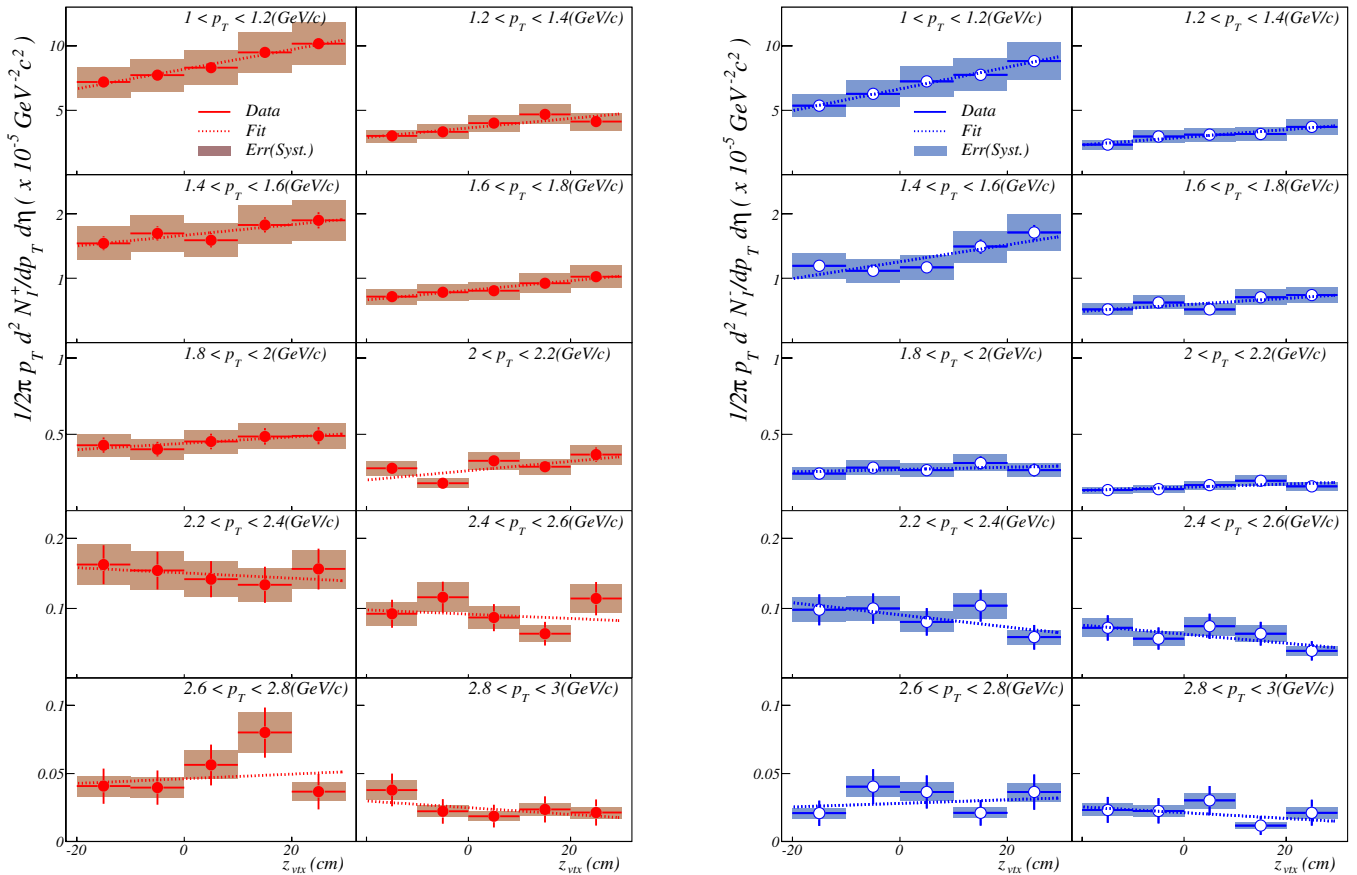 1/2π p_T d² N_I⁺/dp_T dη ( x 10⁻⁵ GeV⁻²c²)
1 < p_T < 1.2(GeV/c)
1.2 < p_T < 1.4(GeV/c)
10
5
Data
Fit
Err(Syst.)
1.4 < p_T < 1.6(GeV/c)
1.6 < p_T < 1.8(GeV/c)
2
1
1.8 < p_T < 2(GeV/c)
2 < p_T < 2.2(GeV/c)
1
0.5
2.2 < p_T < 2.4(GeV/c)
2.4 < p_T < 2.6(GeV/c)
0.2
0.1
2.6 < p_T < 2.8(GeV/c)
2.8 < p_T < 3(GeV/c)
0.1
0.05
0
-20 0 20 0 20
z_vtx (cm) z_vtx (cm)
1/2π p_T d² N_I⁻/dp_T dη ( x 10⁻⁵ GeV⁻²c²)
1 < p_T < 1.2(GeV/c)
1.2 < p_T < 1.4(GeV/c)
10
5
Data
Fit
Err(Syst.)
1.4 < p_T < 1.6(GeV/c)
1.6 < p_T < 1.8(GeV/c)
2
1
1.8 < p_T < 2(GeV/c)
2 < p_T < 2.2(GeV/c)
1
0.5
2.2 < p_T < 2.4(GeV/c)
2.4 < p_T < 2.6(GeV/c)
0.2
0.1
2.6 < p_T < 2.8(GeV/c)
2.8 < p_T < 3(GeV/c)
0.1
0.05
0
-20 0 20 0 20
z_vtx (cm) z_vtx (cm)